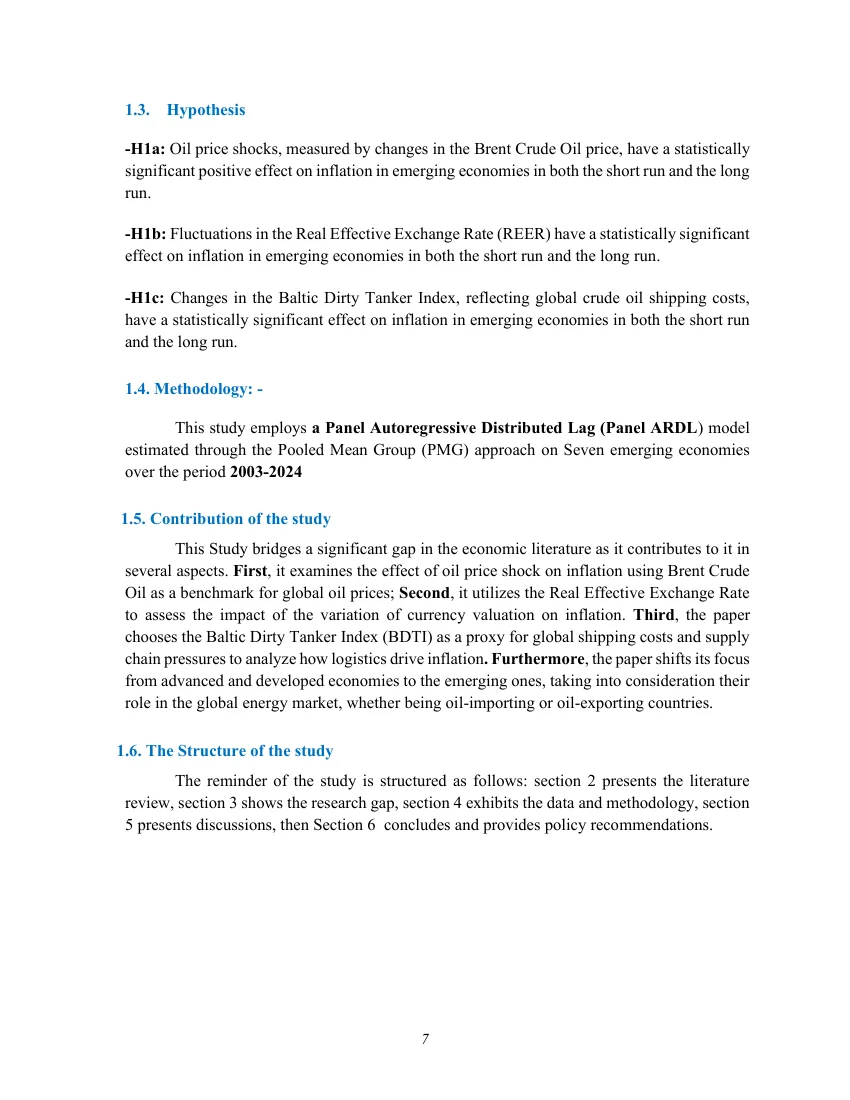 1.3. Hypothesis
-H1a: Oil price shocks, measured by changes in the Brent Crude Oil price, have a statistically
significant positive effect on inflation in emerging economies in both the short run and the long
run.
-H1b: Fluctuations in the Real Effective Exchange Rate (REER) have a statistically significant
effect on inflation in emerging economies in both the short run and the long run.
-H1c: Changes in the Baltic Dirty Tanker Index, reflecting global crude oil shipping costs,
have a statistically significant effect on inflation in emerging economies in both the short run
and the long run.
1.4. Methodology: -
This study employs a Panel Autoregressive Distributed Lag (Panel ARDL) model
estimated through the Pooled Mean Group (PMG) approach on Seven emerging economies
over the period 2003-2024
1.5. Contribution of the study
This Study bridges a significant gap in the economic literature as it contributes to it in
several aspects. First, it examines the effect of oil price shock on inflation using Brent Crude
Oil as a benchmark for global oil prices; Second, it utilizes the Real Effective Exchange Rate
to assess the impact of the variation of currency valuation on inflation. Third, the paper
chooses the Baltic Dirty Tanker Index (BDTI) as a proxy for global shipping costs and supply
chain pressures to analyze how logistics drive inflation. Furthermore, the paper shifts its focus
from advanced and developed economies to the emerging ones, taking into consideration their
role in the global energy market, whether being oil-importing or oil-exporting countries.
1.6. The Structure of the study
The reminder of the study is structured as follows: section 2 presents the literature
review, section 3 shows the research gap, section 4 exhibits the data and methodology, section
5 presents discussions, then Section 6 concludes and provides policy recommendations.
7